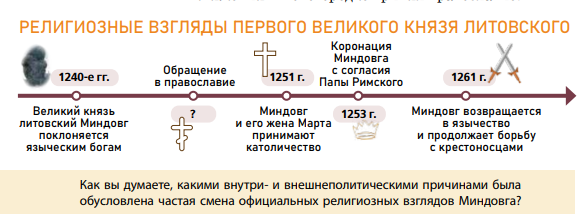 РЕЛИГИОЗНЫЕ ВЗГЛЯДЫ ПЕРВОГО ВЕЛИКОГО КНЯЗЯ ЛИТОВСКОГО
1240-е гг.
Великий князь
литовский Миндовг
поклоняется
языческим богам
Обращение
в православие
?
1251 г.
Миндовг
и его жена Марта
принимают
католичество
Коронация
Миндовга
с согласия
Папы Римского
1253 г.
1261 г.
Миндовг возвращается
в язычество
и продолжает борьбу
с крестоносцами
Как вы думаете, какими внутри- и внешнеполитическими причинами была
обусловлена частая смена официальных религиозных взглядов Миндовга?